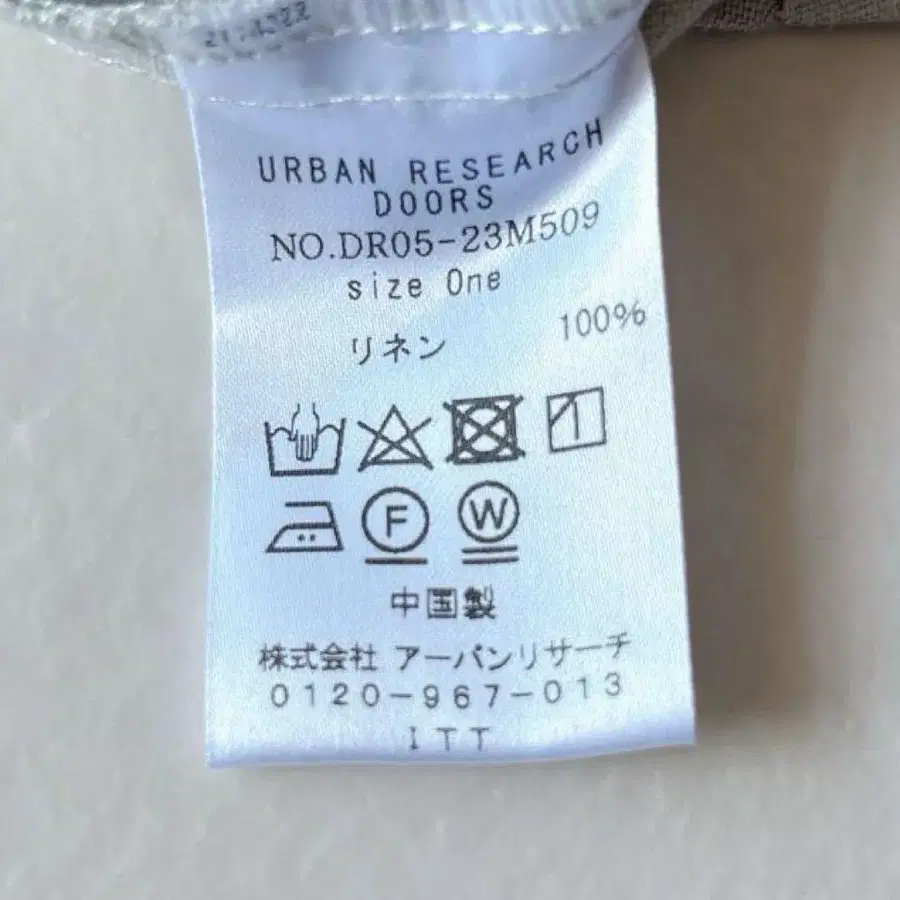 URBAN RESEARCH
DOORS
NO.DR05-23M509
size One
リネン 100%
F W
中国製
株式会社 アーバンリサーチ
0120-967-013
ITT